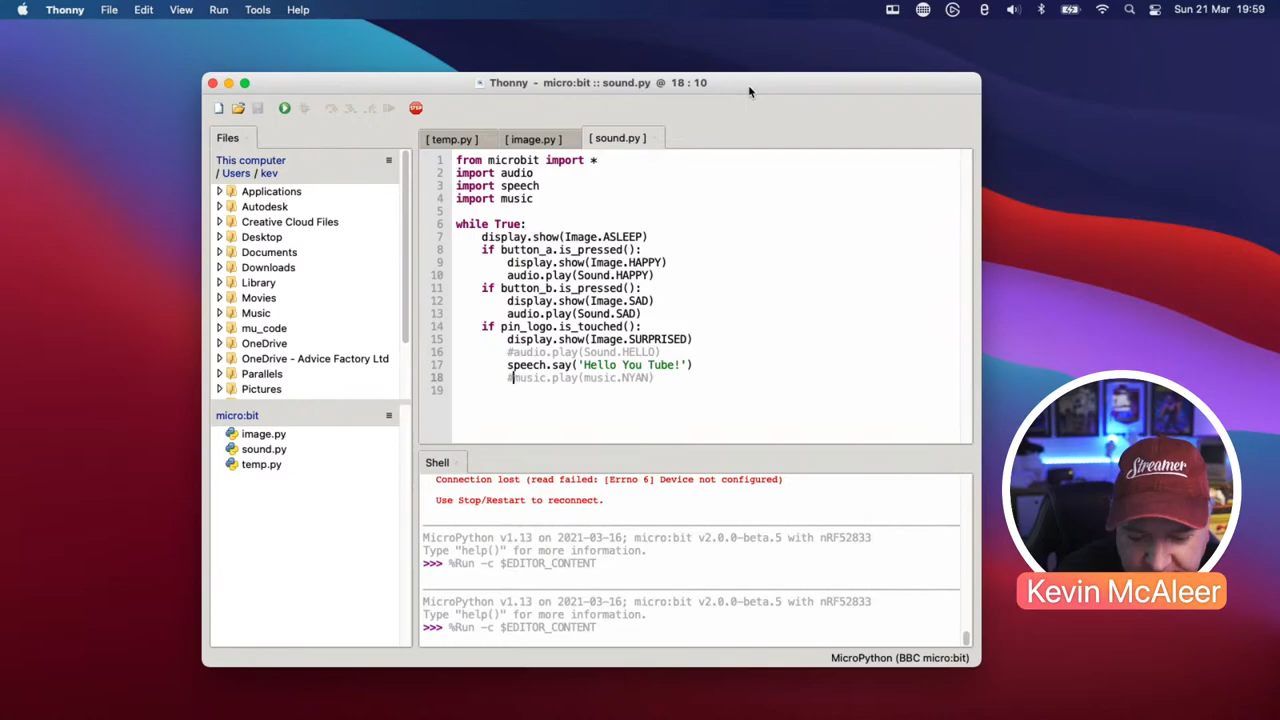 Thonny File Edit View Run Tools Help Sun 21 Mar 19:59
Thonny - micro:bit :: sound.py @ 18 : 10
STOP
Files
This computer
/ Users / kev
Applications
Autodesk
Creative Cloud Files
Desktop
Documents
Downloads
Library
Movies
Music
mu_code
OneDrive
OneDrive - Advice Factory Ltd
Parallels
Pictures
micro:bit
image.py
sound.py
temp.py
[ temp.py ] [ image.py ] [ sound.py ]
1 from microbit import *
2 import audio
3 import speech
4 import music
5
6 while True:
7 display.show(Image.ASLEEP)
8 if button_a.is_pressed():
9 display.show(Image.HAPPY)
10 audio.play(Sound.HAPPY)
11 if button_b.is_pressed():
12 display.show(Image.SAD)
13 audio.play(Sound.SAD)
14 if pin_logo.is_touched():
15 display.show(Image.SURPRISED)
16 #audio.play(Sound.HELLO)
17 speech.say('Hello You Tube!')
18 #music.play(music.NYAN)
19
Shell
Connection lost (read failed: [Errno 6] Device not configured)
Use Stop/Restart to reconnect.
MicroPython v1.13 on 2021-03-16; micro:bit v2.0.0-beta.5 with nRF52833
Type "help()" for more information.
>>> %Run -c $EDITOR_CONTENT
MicroPython v1.13 on 2021-03-16; micro:bit v2.0.0-beta.5 with nRF52833
Type "help()" for more information.
>>> %Run -c $EDITOR_CONTENT
MicroPython (BBC micro:bit)
Streamer
Kevin McAleer